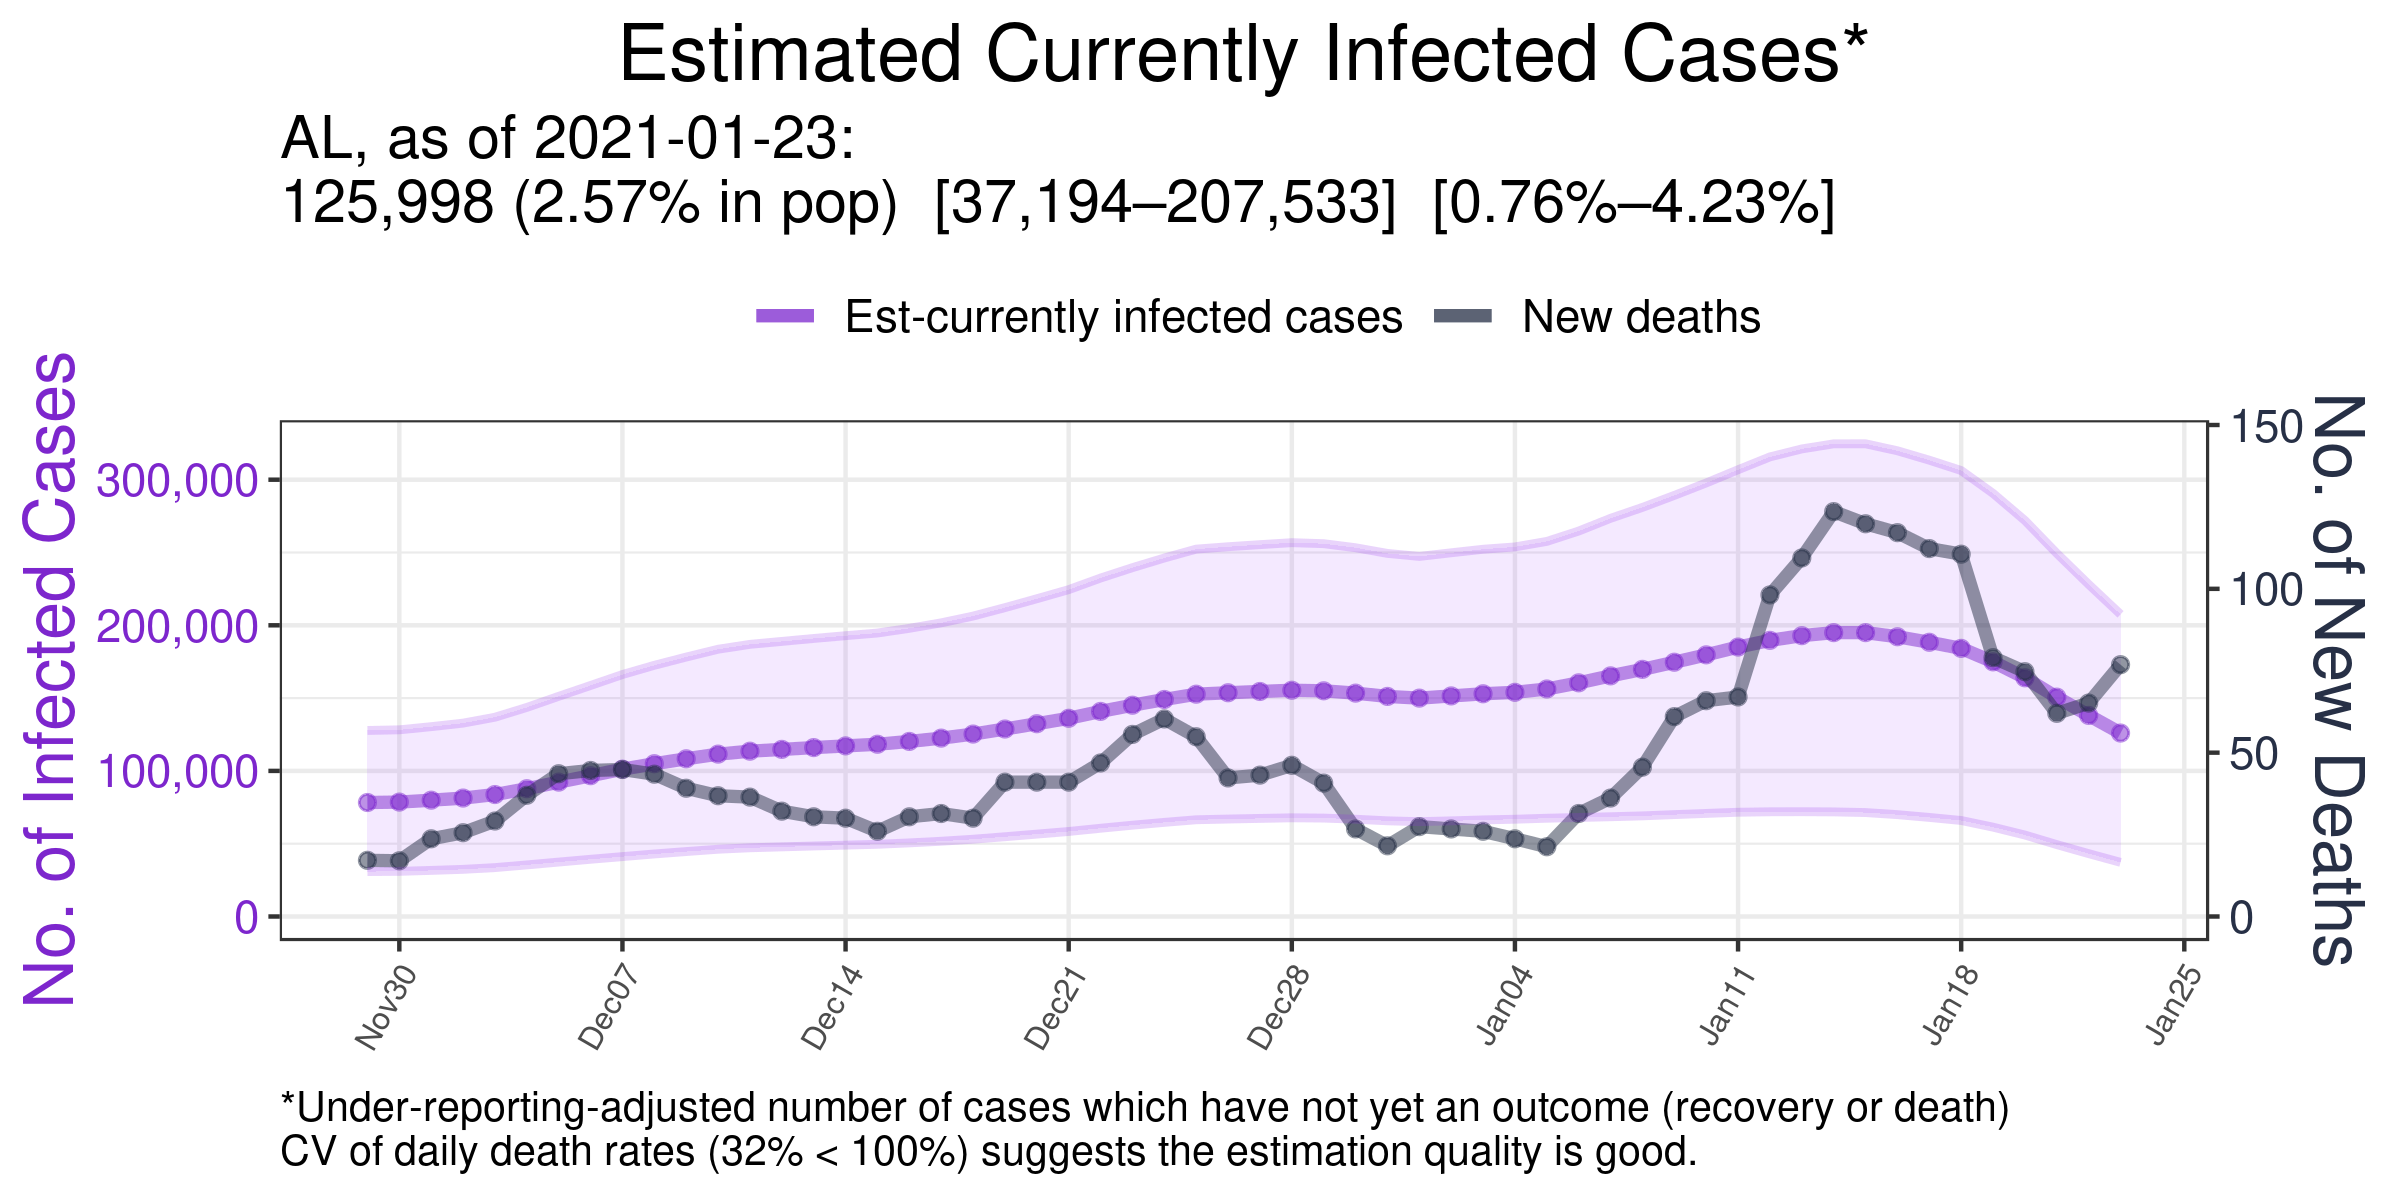 Estimated Currently Infected Cases*
AL, as of 2021-01-23:
125,998 (2.57% in pop)  [37,194–207,533]  [0.76%–4.23%]
Est-currently infected cases
New deaths
No. of Infected Cases
300,000
200,000
100,000
0
150
100
50
0
No. of New Deaths
Nov30
Dec07
Dec14
Dec21
Dec28
Jan04
Jan11
Jan18
Jan25
*Under-reporting-adjusted number of cases which have not yet an outcome (recovery or death)
CV of daily death rates (32% < 100%) suggests the estimation quality is good.